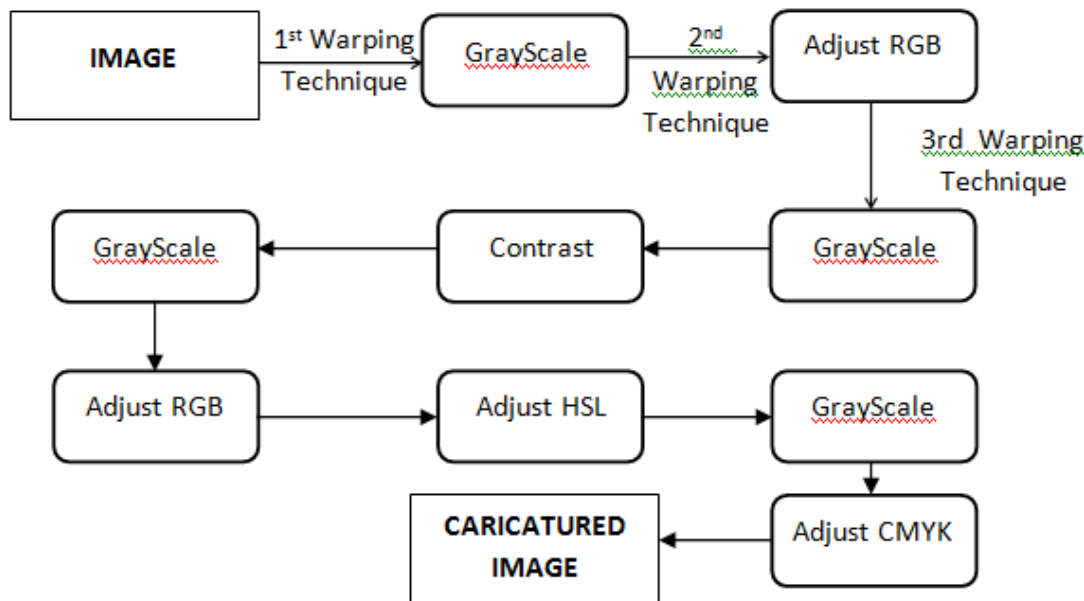 IMAGE
1st Warping
Technique
GrayScale
2nd
Warping
Technique
Adjust RGB
3rd Warping
Technique
GrayScale
Contrast
GrayScale
Adjust RGB
Adjust HSL
GrayScale
Adjust CMYK
CARICATURED
IMAGE